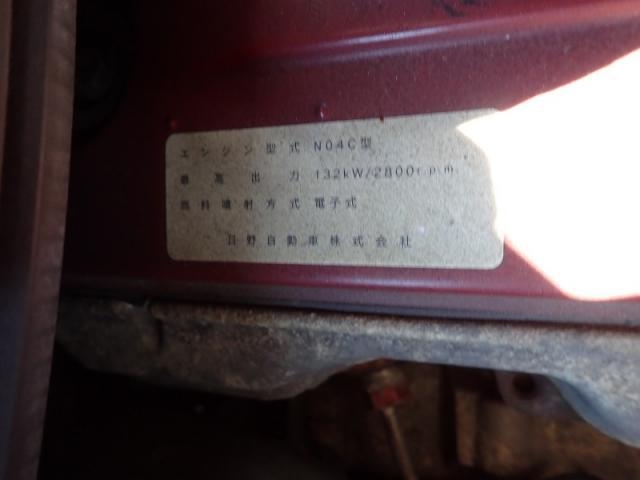 エンジン型式 N04C型
最高出力 132kW/2800r.p.m.
燃料噴射方式 電子式
日野自動車株式会社